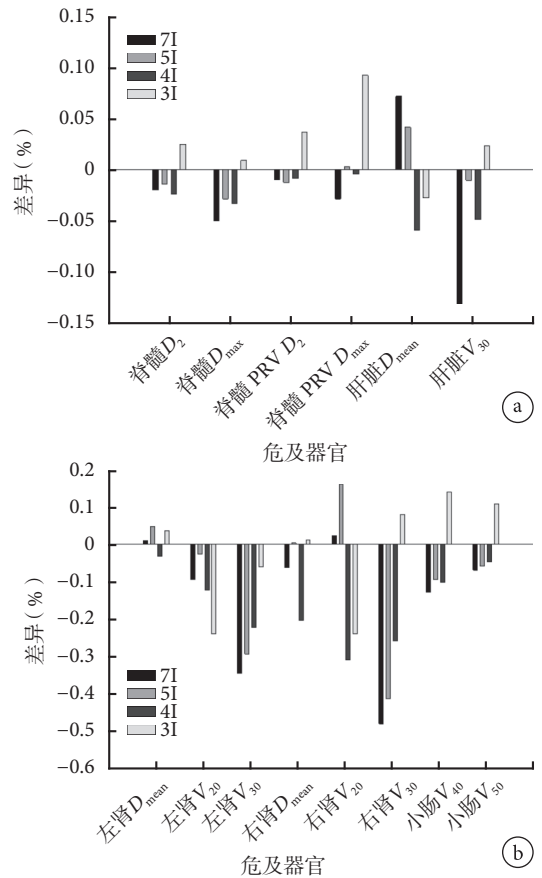 0.15
0.10
0.05
0
−0.05
−0.10
−0.15
差异(%)
7I
5I
4I
3I
脊髓D2
脊髓Dmax
脊髓 PRV D2
脊髓 PRV Dmax
肝脏Dmean
肝脏V30
危及器官
a
0.2
0.1
0
−0.1
−0.2
−0.3
−0.4
−0.5
−0.6
差异(%)
7I
5I
4I
3I
左肾Dmean
左肾V20
左肾V30
右肾Dmean
右肾V20
右肾V30
小肠V40
小肠V50
危及器官
b